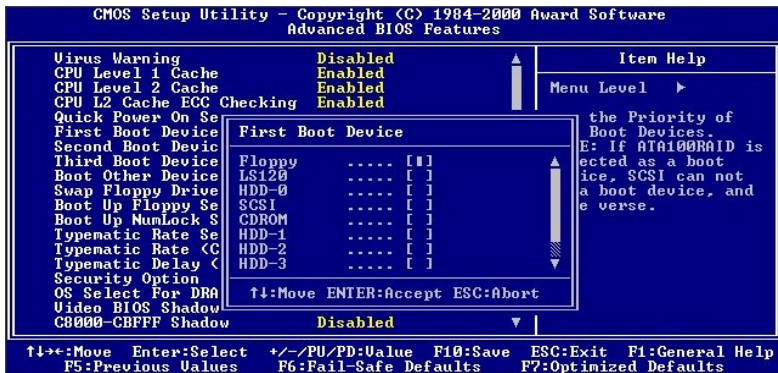 CMOS Setup Utility - Copyright (C) 1984-2000 Award Software
Advanced BIOS Features
Virus Warning Disabled
CPU Level 1 Cache Enabled
CPU Level 2 Cache Enabled
CPU L2 Cache ECC Checking Enabled
Quick Power On Se
First Boot Device
Second Boot Devic
Third Boot Device
Boot Other Device
Swap Floppy Drive
Boot Up Floppy Se
Boot Up NumLock S
Typematic Rate Se
Typematic Rate (C
Typematic Delay (
Security Option
OS Select For DRA
Video BIOS Shadow
C8000-CBFFF Shadow Disabled
First Boot Device
Floppy ..... [▮]
LS120 ..... [ ]
HDD-0 ..... [ ]
SCSI ..... [ ]
CDROM ..... [ ]
HDD-1 ..... [ ]
HDD-2 ..... [ ]
HDD-3 ..... [ ]
↑↓:Move ENTER:Accept ESC:Abort
Item Help
Menu Level ▶
the Priority of
Boot Devices.
E: If ATA100RAID is
ected as a boot
ice, SCSI can not
a boot device, and
e verse.
↑↓→←:Move Enter:Select +/-/PU/PD:Value F10:Save ESC:Exit F1:General Help
F5:Previous Values F6:Fail-Safe Defaults F7:Optimized Defaults